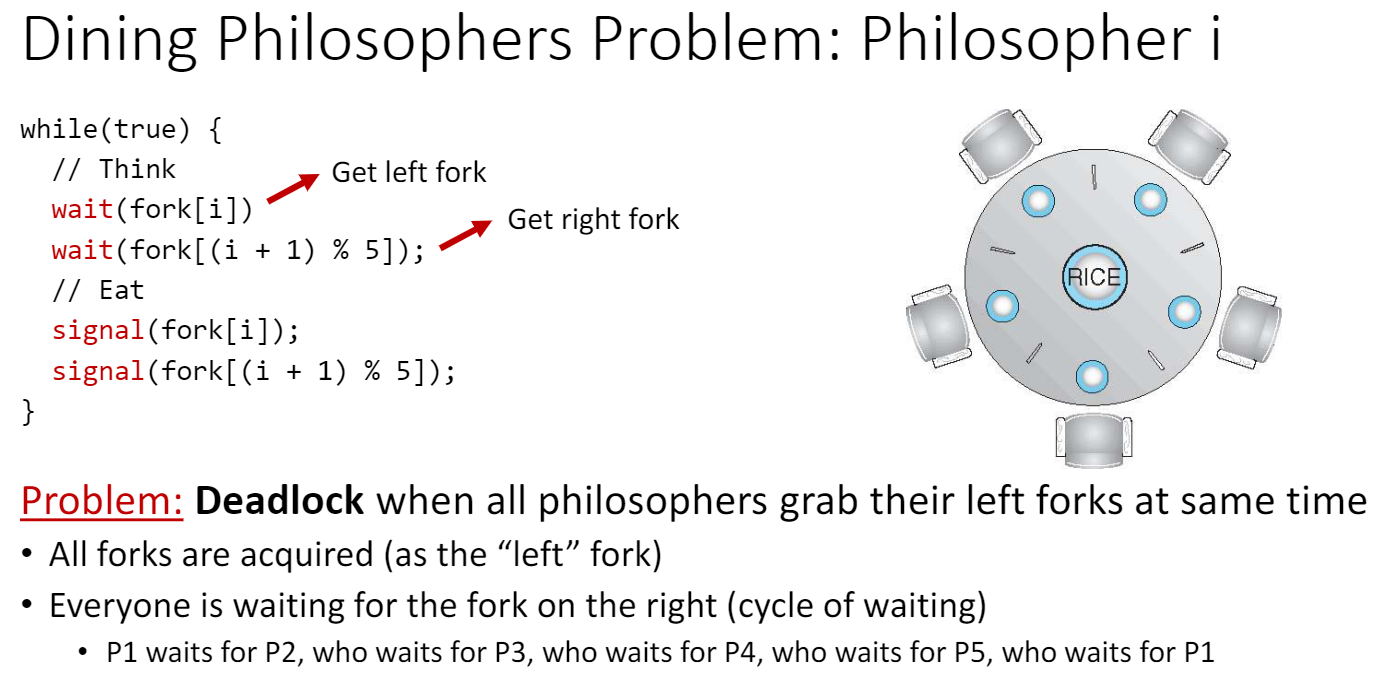 Dining Philosophers Problem: Philosopher i
while(true) {
// Think
wait(fork[i])
Get left fork
wait(fork[(i + 1) % 5]);
Get right fork
// Eat
signal(fork[i]);
signal(fork[(i + 1) % 5]);
}
RICE
Problem: Deadlock when all philosophers grab their left forks at same time
• All forks are acquired (as the “left” fork)
• Everyone is waiting for the fork on the right (cycle of waiting)
• P1 waits for P2, who waits for P3, who waits for P4, who waits for P5, who waits for P1